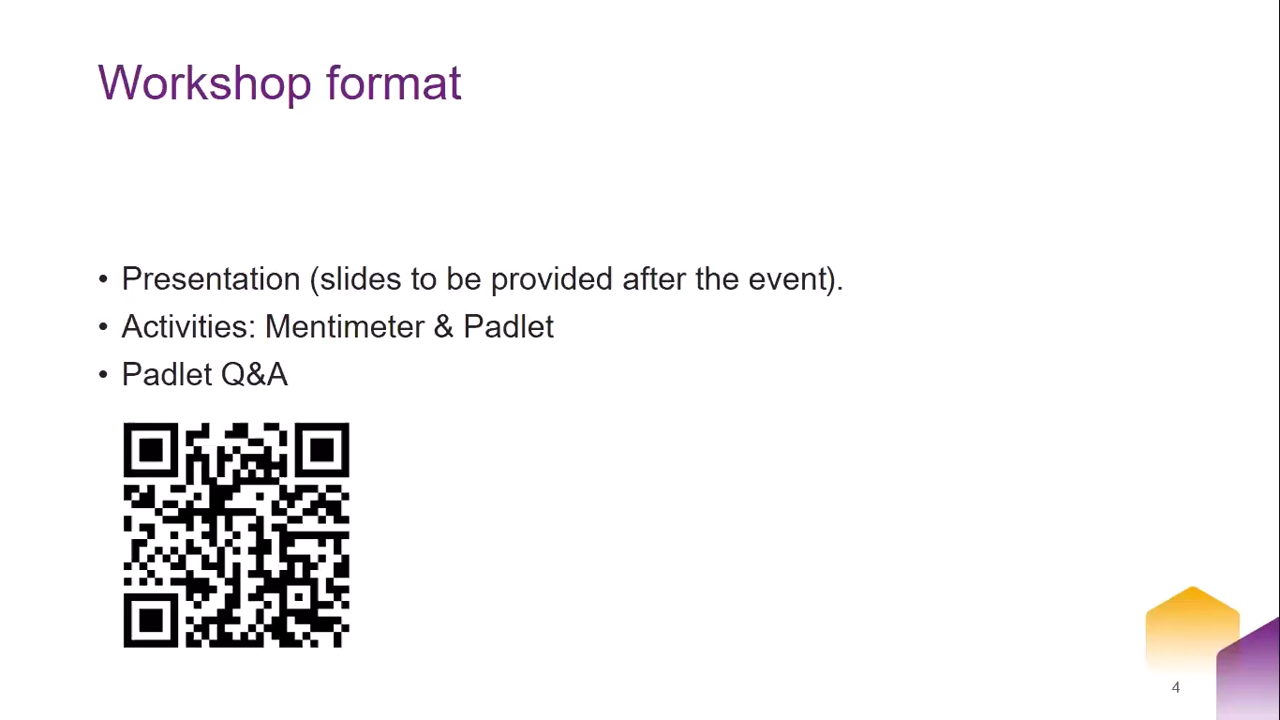 Workshop format
• Presentation (slides to be provided after the event).
• Activities: Mentimeter & Padlet
• Padlet Q&A
4